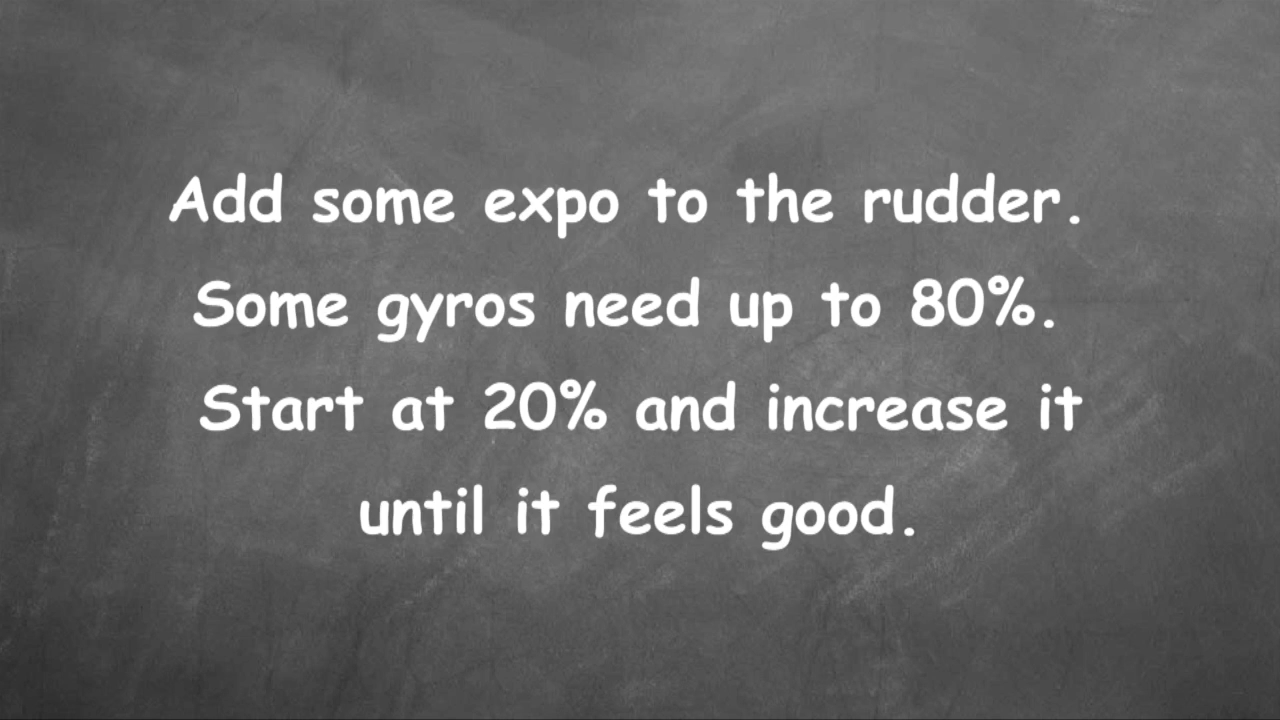 Add some expo to the rudder.
Some gyros need up to 80%.
Start at 20% and increase it
until it feels good.